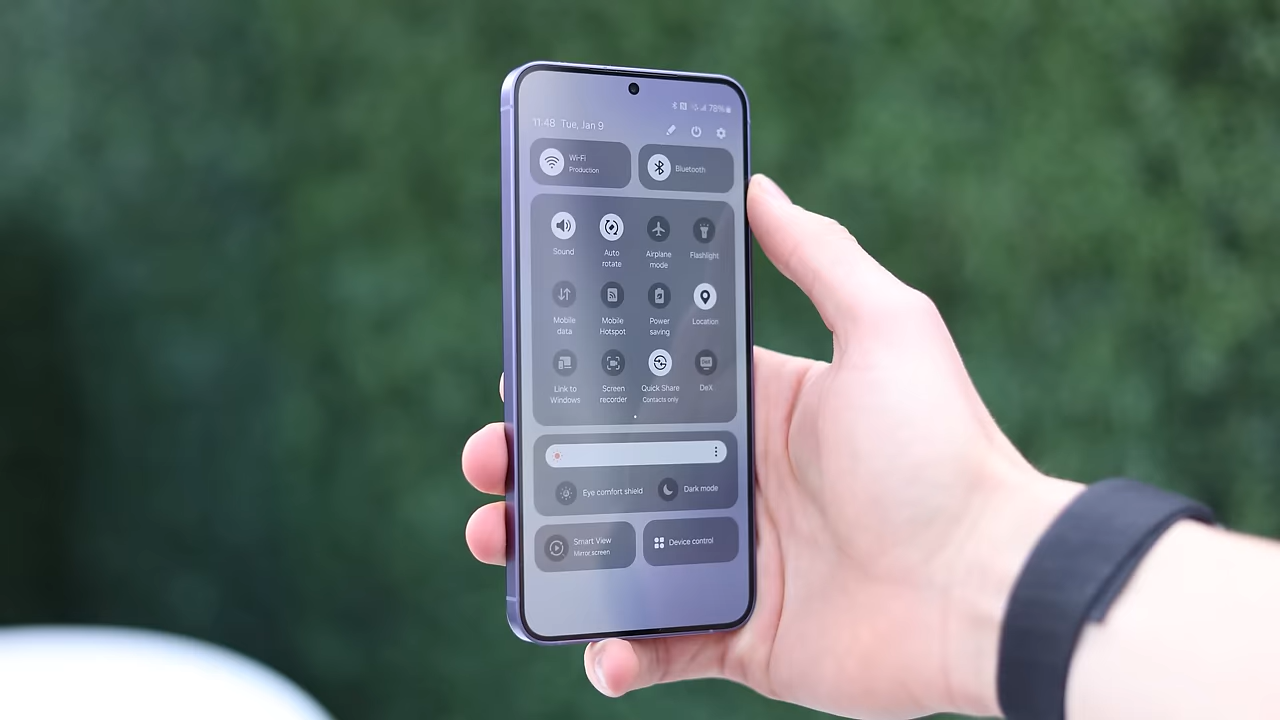 78%
11:48 Tue, Jan 9
Wi-Fi
Production
Bluetooth
Sound
Auto
rotate
Airplane
mode
Flashlight
Mobile
data
Mobile
Hotspot
Power
saving
Location
Link to
Windows
Screen
recorder
Quick Share
Contacts only
DeX
DeX
Eye comfort shield
Dark mode
Smart View
Mirror screen
Device control